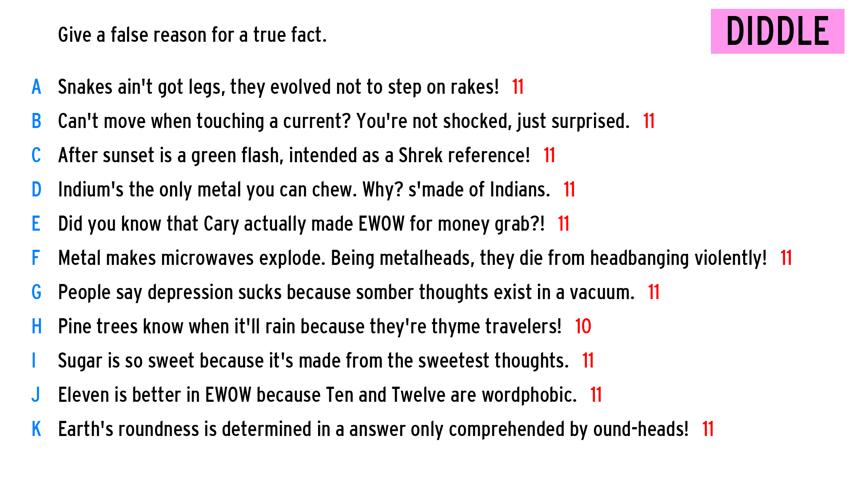 Give a false reason for a true fact.
DIDDLE
A Snakes ain't got legs, they evolved not to step on rakes! 11
B Can't move when touching a current? You're not shocked, just surprised. 11
C After sunset is a green flash, intended as a Shrek reference! 11
D Indium's the only metal you can chew. Why? s'made of Indians. 11
E Did you know that Cary actually made EWOW for money grab?! 11
F Metal makes microwaves explode. Being metalheads, they die from headbanging violently! 11
G People say depression sucks because somber thoughts exist in a vacuum. 11
H Pine trees know when it'll rain because they're thyme travelers! 10
I Sugar is so sweet because it's made from the sweetest thoughts. 11
J Eleven is better in EWOW because Ten and Twelve are wordphobic. 11
K Earth's roundness is determined in a answer only comprehended by ound-heads! 11